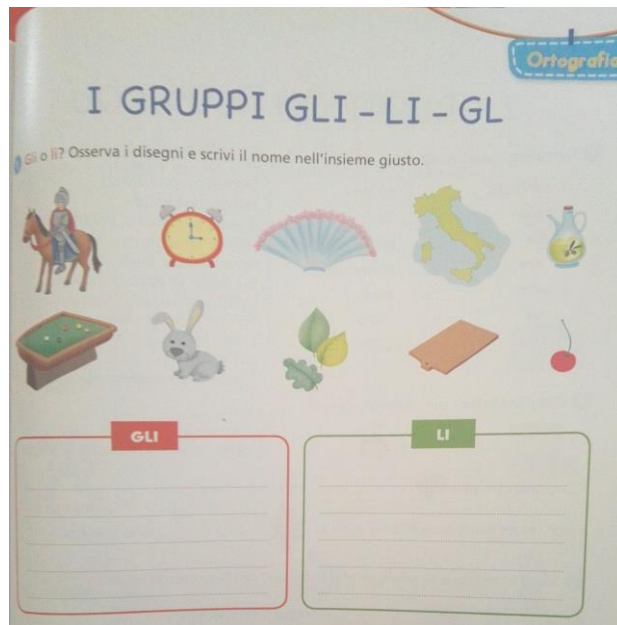 Ortografia
I GRUPPI GLI – LI – GL
Gli o li? Osserva i disegni e scrivi il nome nell'insieme giusto.
GLI
LI